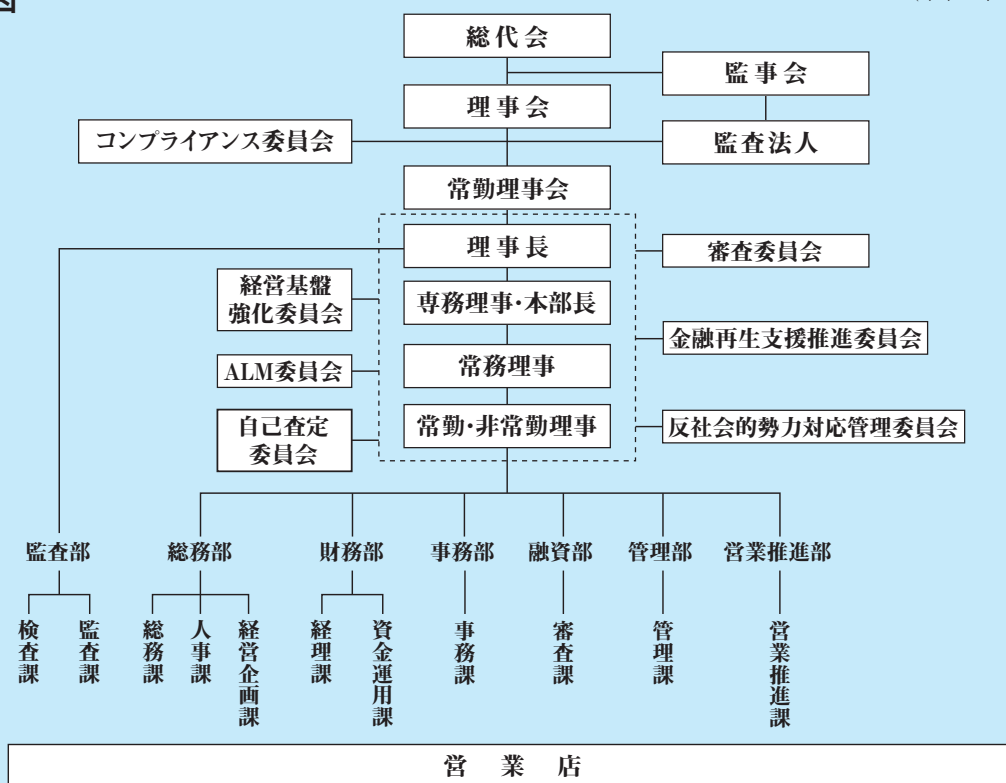 図
総代会
監事会
理事会
コンプライアンス委員会
監査法人
常勤理事会
理事長
審査委員会
経営基盤
強化委員会
専務理事・本部長
金融再生支援推進委員会
ALM委員会
常務理事
自己査定
委員会
常勤・非常勤理事
反社会的勢力対応管理委員会
監査部
総務部
財務部
事務部
融資部
管理部
営業推進部
検査課
監査課
総務課
人事課
経営企画課
経理課
資金運用課
事務課
審査課
管理課
営業推進課
営業店